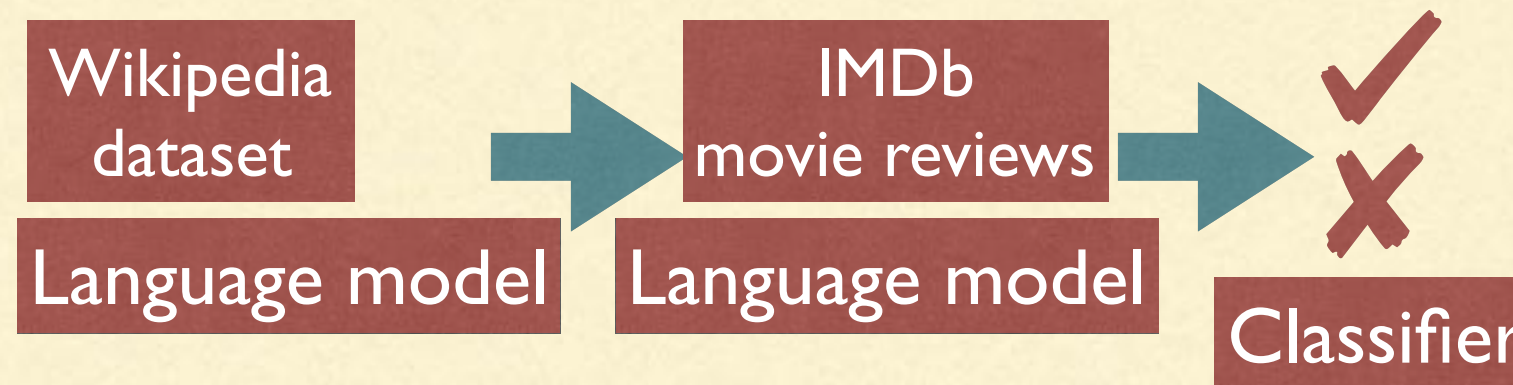 Wikipedia
dataset
Language model
IMDb
movie reviews
Language model
Classifier